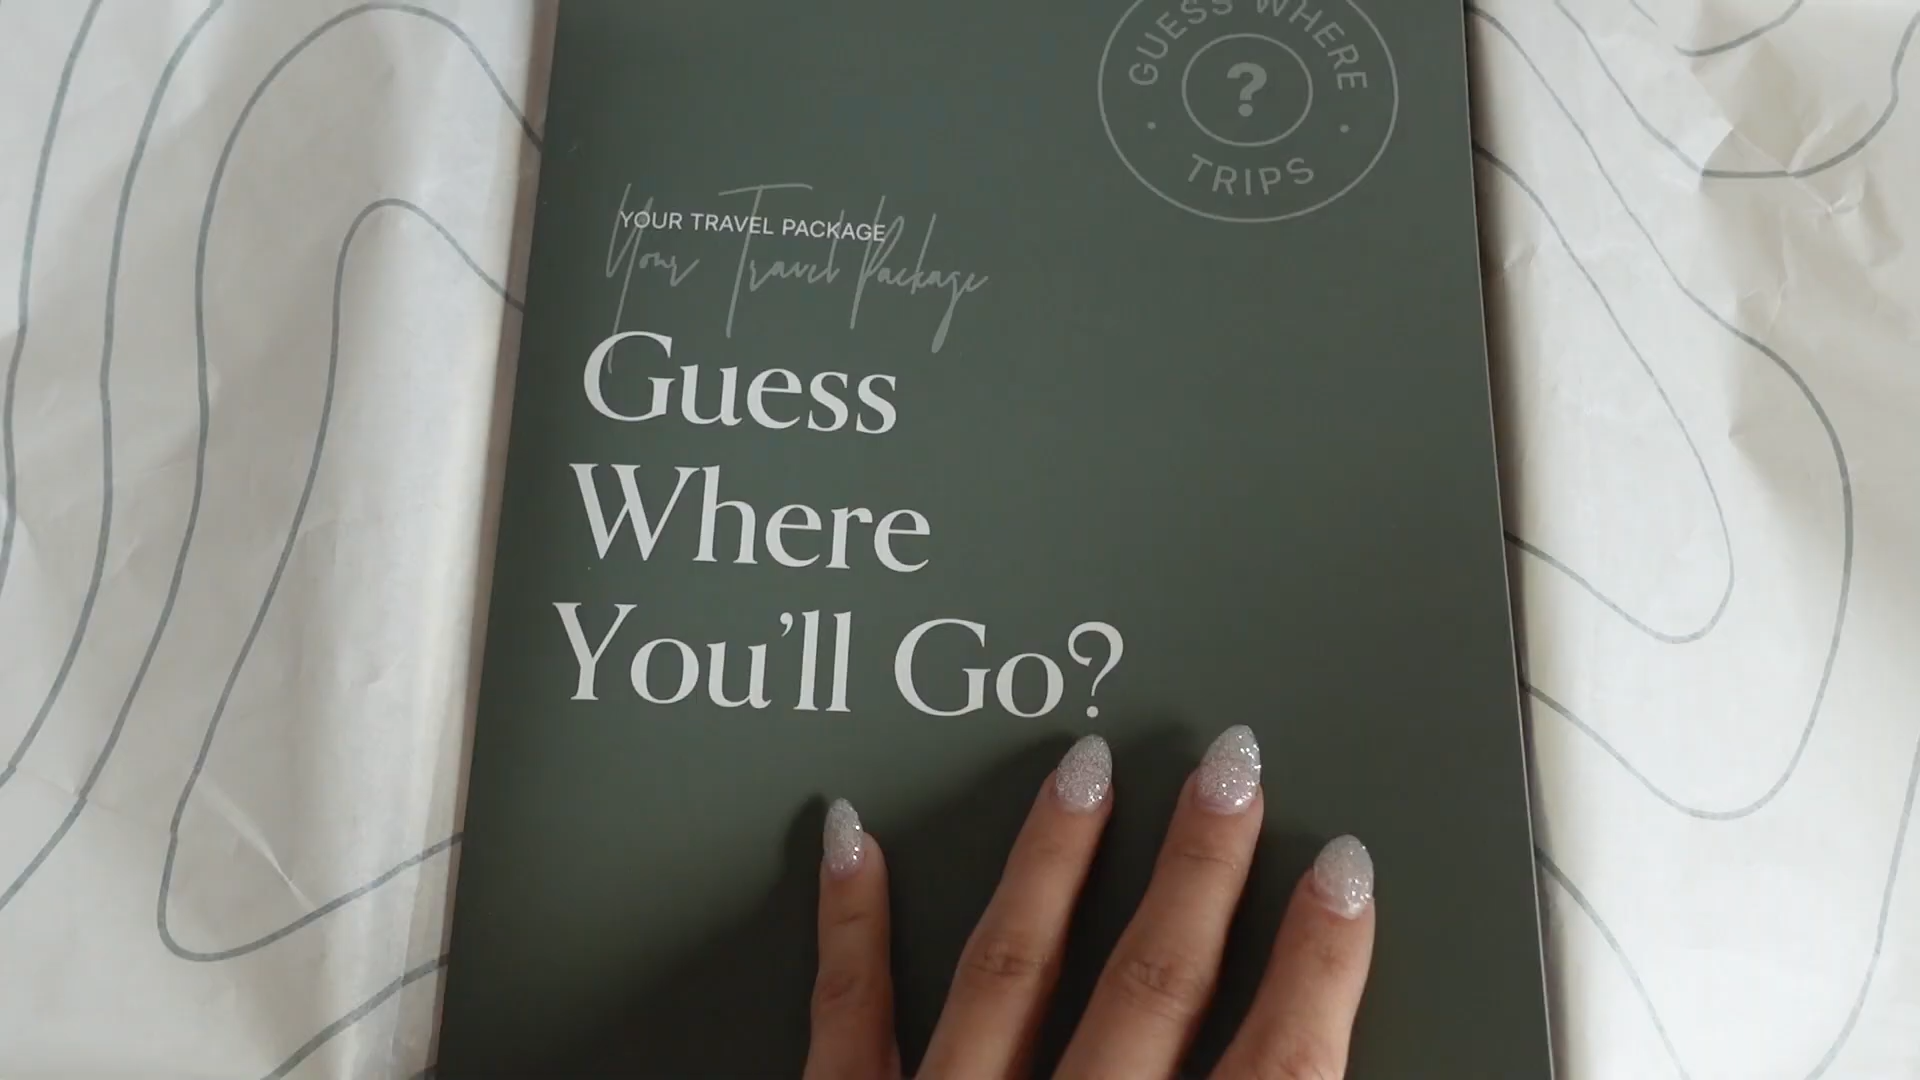 GUESS WHERE
?
TRIPS
YOUR TRAVEL PACKAGE
Your Travel Package
Guess
Where
You'll Go?